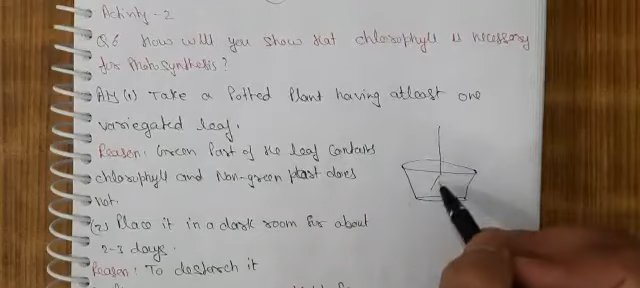 Activity-2
Q6 How will you show that chlorophyll is necessary
for Photosynthesis?
Ans (1) Take a Potted Plant having atleast one
variegated leaf.
Reason: Green Part of the leaf contains
chlorophyll and Non-green part does
not.
(2) Place it in a dark room for about
2-3 days.
Reason: To destarch it